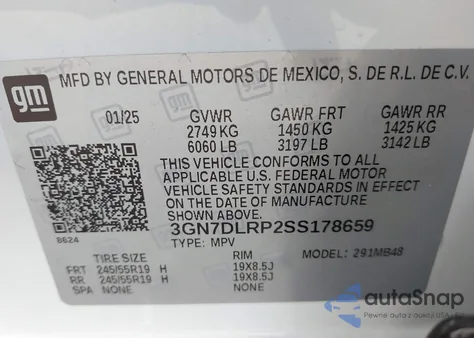 gm
MFD BY GENERAL MOTORS DE MEXICO, S. DE R.L. DE C.V.
01/25 GVWR GAWR FRT GAWR RR
2749 KG 1450 KG 1425 KG
6060 LB 3197 LB 3142 LB
THIS VEHICLE CONFORMS TO ALL
APPLICABLE U.S. FEDERAL MOTOR
VEHICLE SAFETY STANDARDS IN EFFECT
ON THE DATE OF MANUFACTURE
SHOWN ABOVE.
3GN7DLRP2SS178659
8624 TYPE: MPV MODEL: 291MB48
TIRE SIZE RIM
FRT 245/55R19 H 19X8.5J
RR 245/55R19 H 19X8.5J
SPA NONE NONE
autoSnap